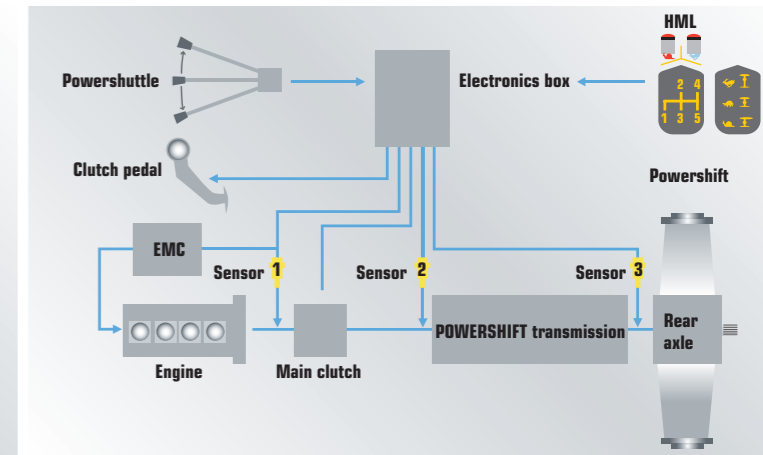 HML
Powershuttle
Electronics box
2 4
1 3 5
Clutch pedal
Powershift
EMC
Sensor 1
Sensor 2
Sensor 3
POWERSHIFT transmission
Rear
axle
Engine
Main clutch